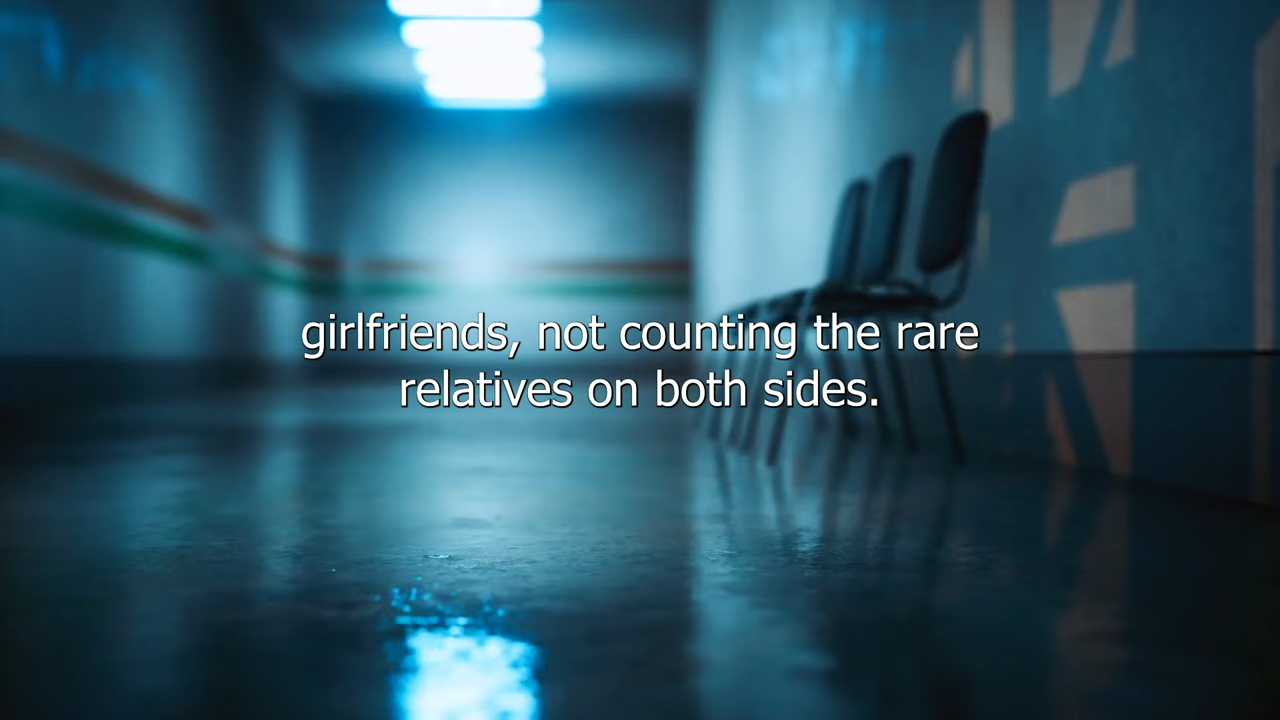 girlfriends, not counting the rare
relatives on both sides.